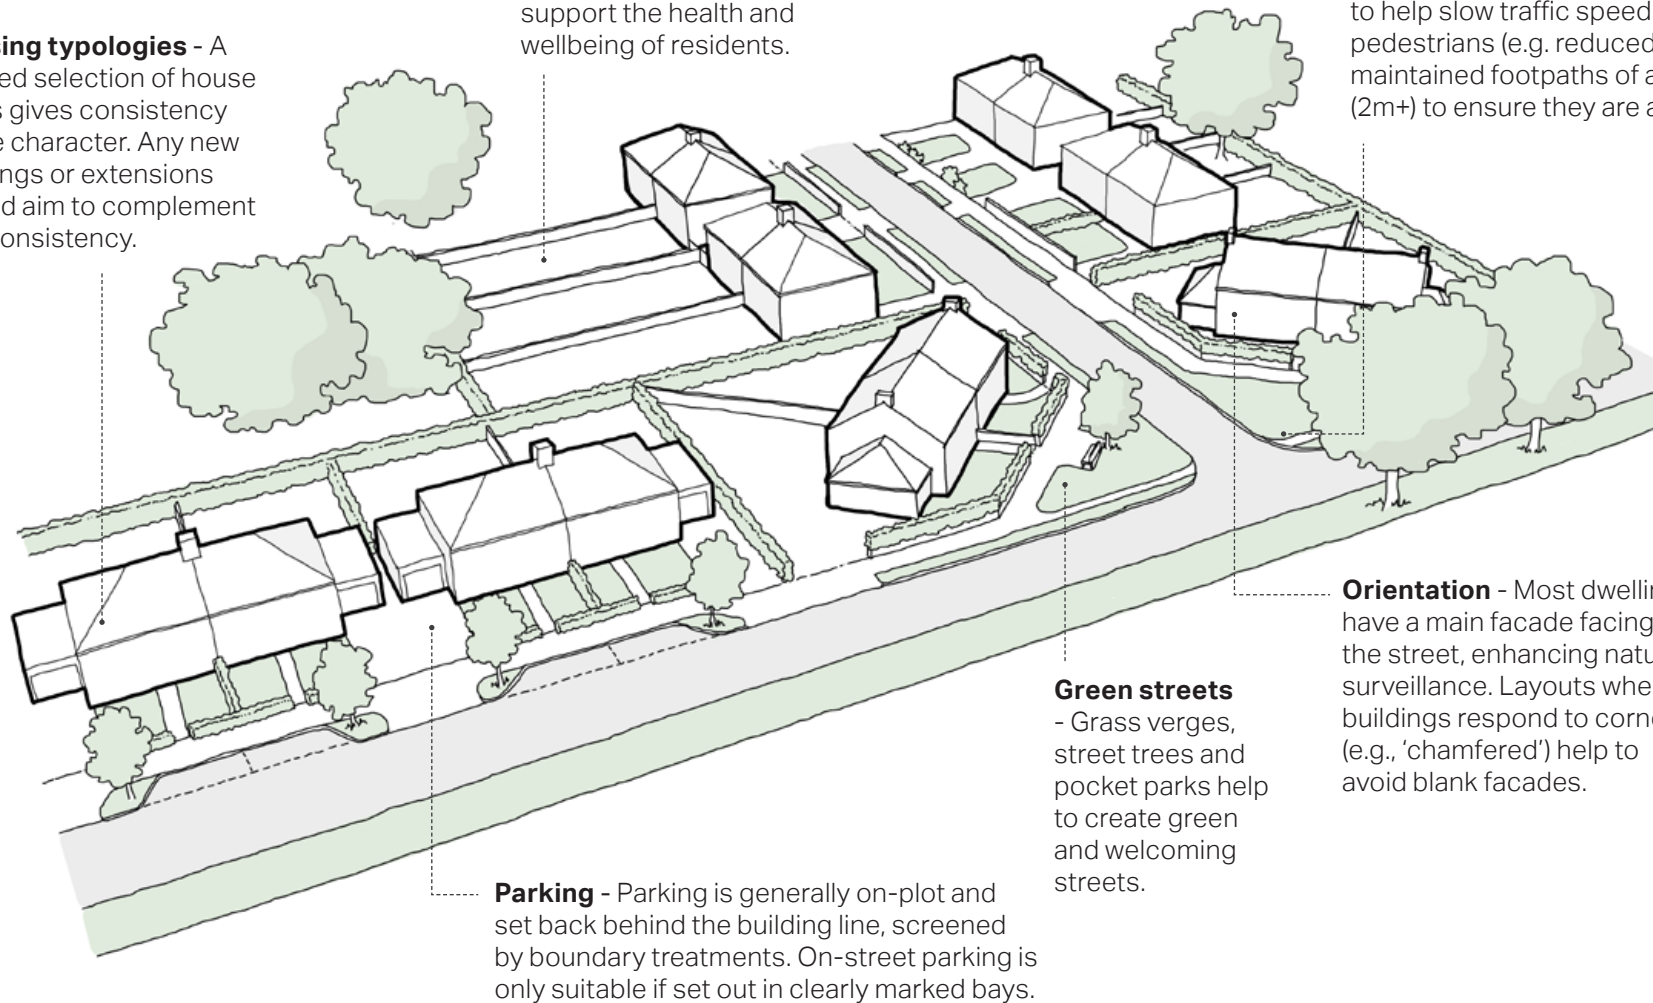 support the health and
wellbeing of residents.
sing typologies - A
ed selection of house
s gives consistency
e character. Any new
ngs or extensions
d aim to complement
onsistency.
to help slow traffic speed
pedestrians (e.g. reduced
maintained footpaths of a
(2m+) to ensure they are a
Orientation - Most dwellin
have a main facade facing
the street, enhancing natu
surveillance. Layouts whe
buildings respond to corne
(e.g., ‘chamfered’) help to
avoid blank facades.
Green streets
- Grass verges,
street trees and
pocket parks help
to create green
and welcoming
streets.
Parking - Parking is generally on-plot and
set back behind the building line, screened
by boundary treatments. On-street parking is
only suitable if set out in clearly marked bays.